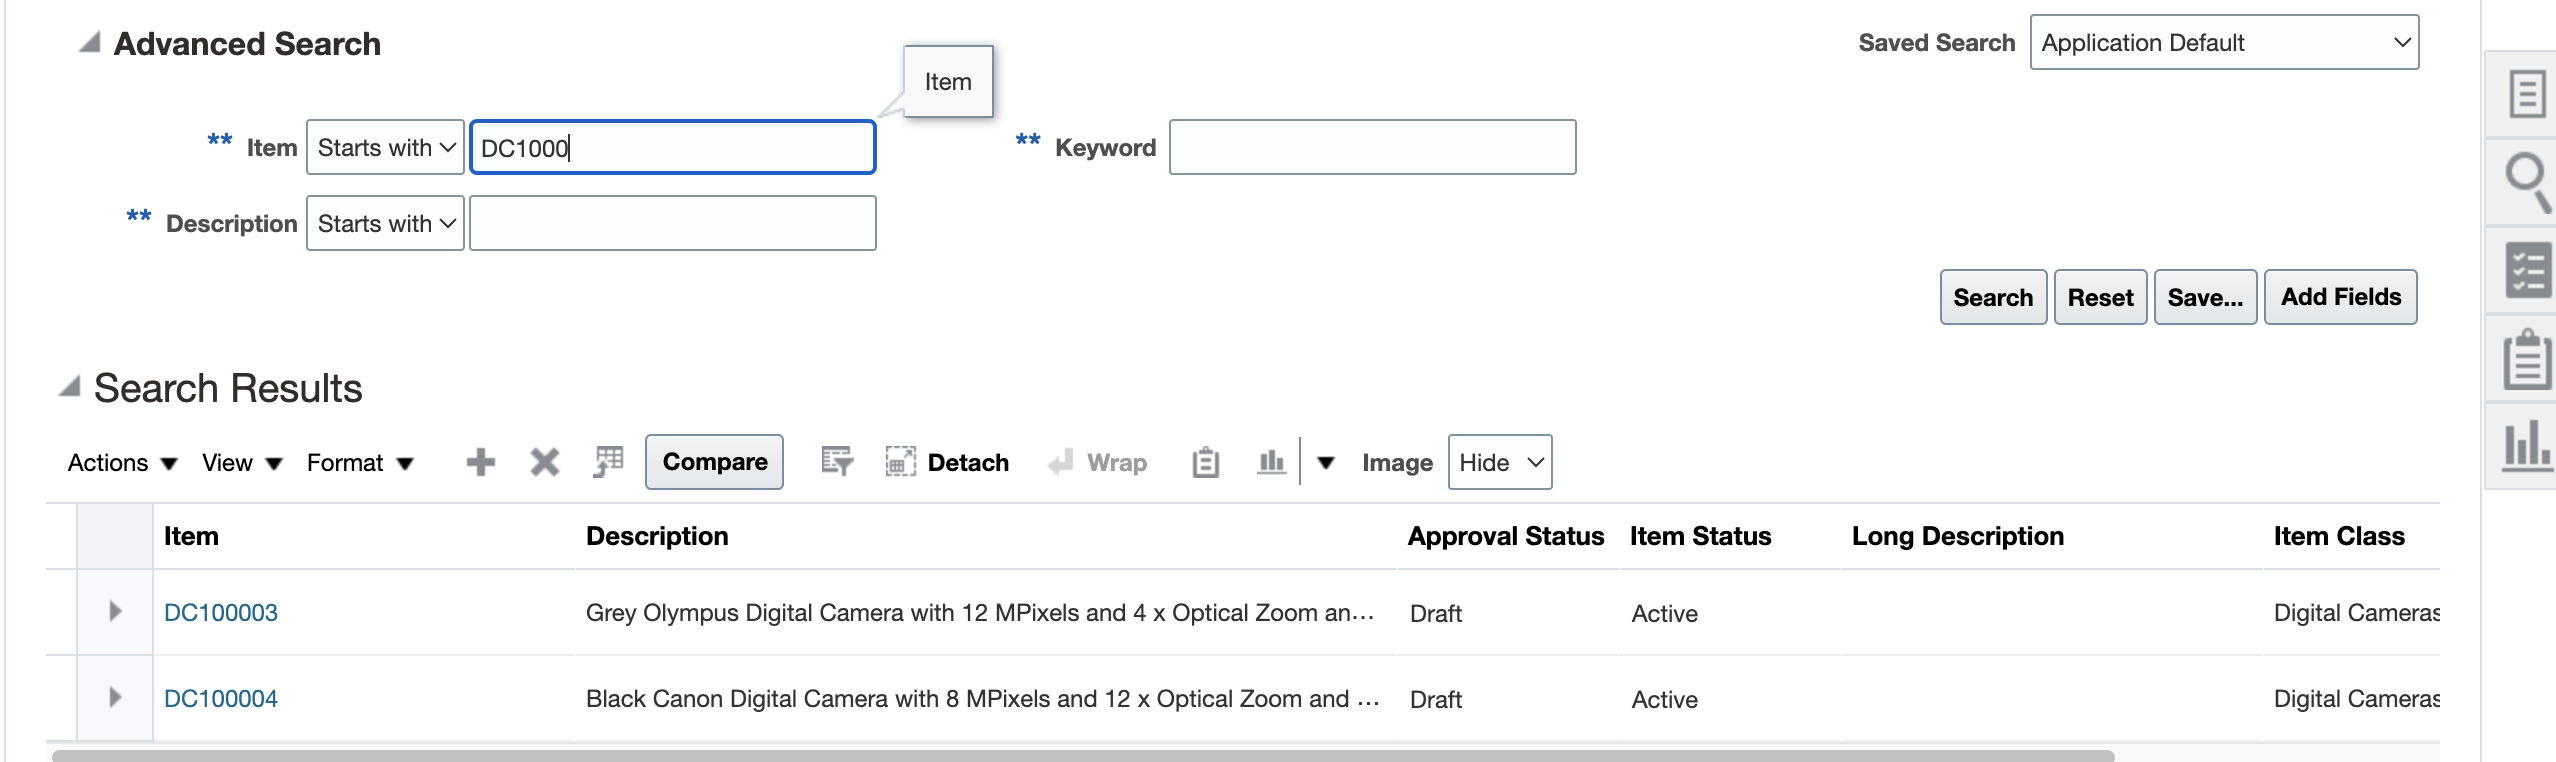 Advanced Search
Saved Search Application Default
Item
** Item Starts with DC1000
** Keyword
** Description Starts with
Search Reset Save... Add Fields
Search Results
Actions View Format Compare Detach Wrap Image Hide
Item Description Approval Status Item Status Long Description Item Class
DC100003 Grey Olympus Digital Camera with 12 MPixels and 4 x Optical Zoom an... Draft Active Digital Cameras
DC100004 Black Canon Digital Camera with 8 MPixels and 12 x Optical Zoom and ... Draft Active Digital Cameras